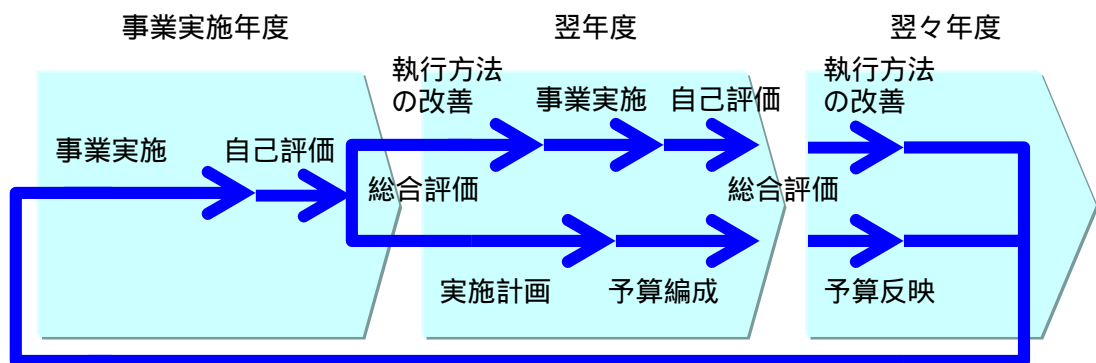 事業実施年度
翌年度
翌々年度
事業実施
自己評価
総合評価
執行方法
の改善
事業実施
自己評価
実施計画
予算編成
総合評価
執行方法
の改善
予算反映